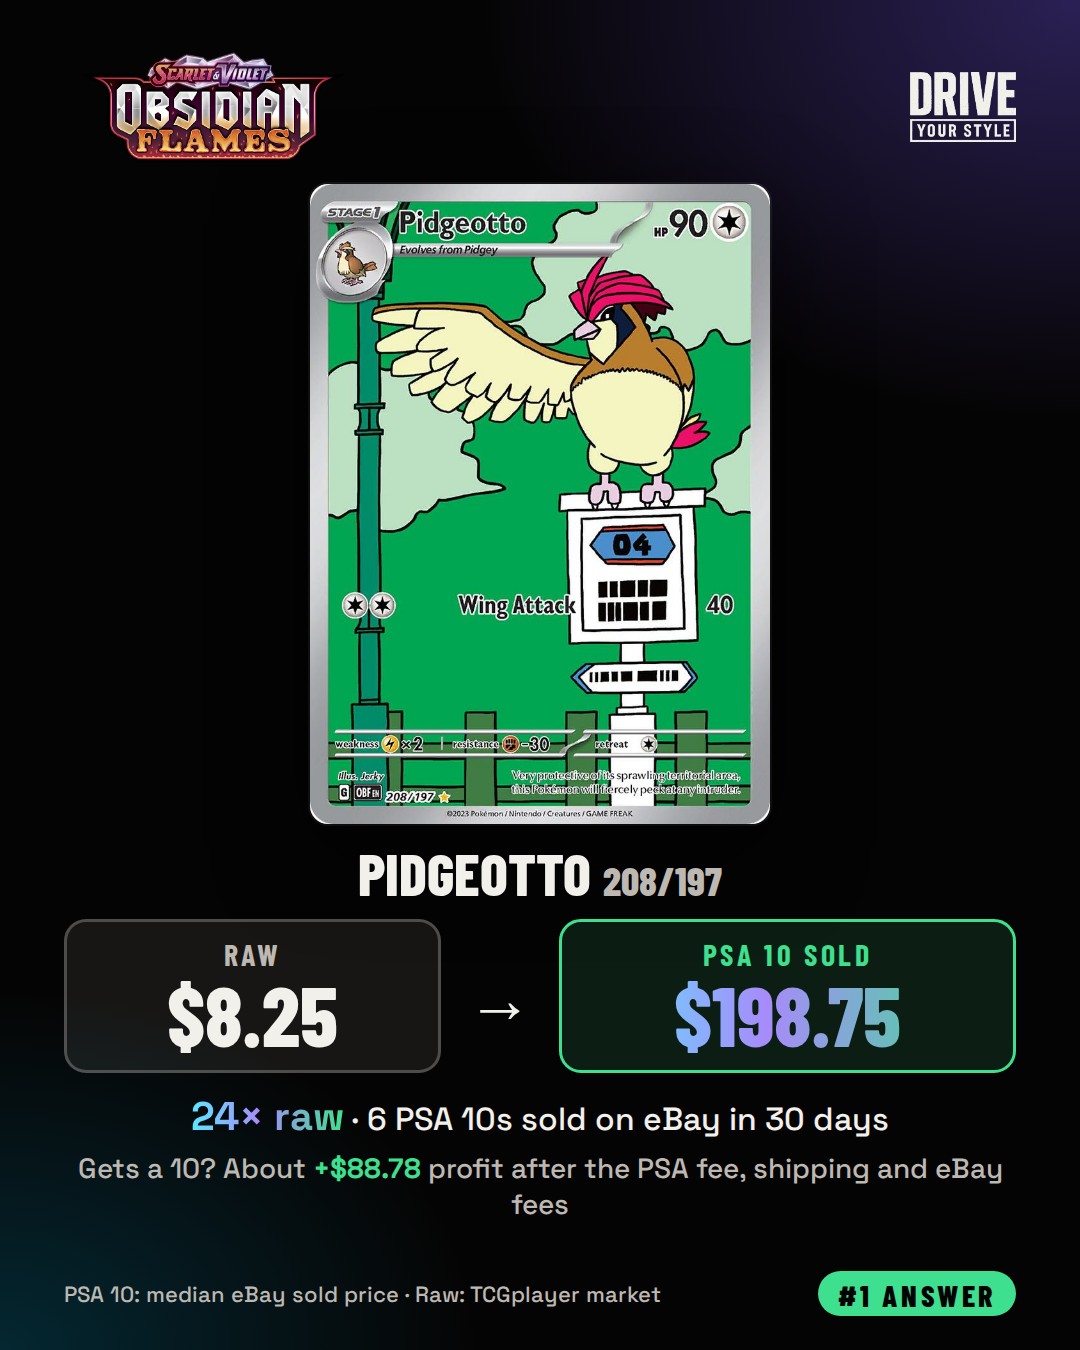 SCARLET & VIOLET
OBSIDIAN
FLAMES
DRIVE
YOUR STYLE
STAGE 1
Pidgeotto
HP 90
Evolves from Pidgey
04
Wing Attack 40
weakness ×2 resistance -30 retreat
Illus. Jerky
Very protective of its sprawling territorial area,
this Pokémon will fiercely peck at any intruder.
G OBF EN 208/197
©2023 Pokémon / Nintendo / Creatures / GAME FREAK
PIDGEOTTO 208/197
RAW
$8.25
→
PSA 10 SOLD
$198.75
24× raw · 6 PSA 10s sold on eBay in 30 days
Gets a 10? About +$88.78 profit after the PSA fee, shipping and eBay
fees
PSA 10: median eBay sold price · Raw: TCGplayer market
#1 ANSWER